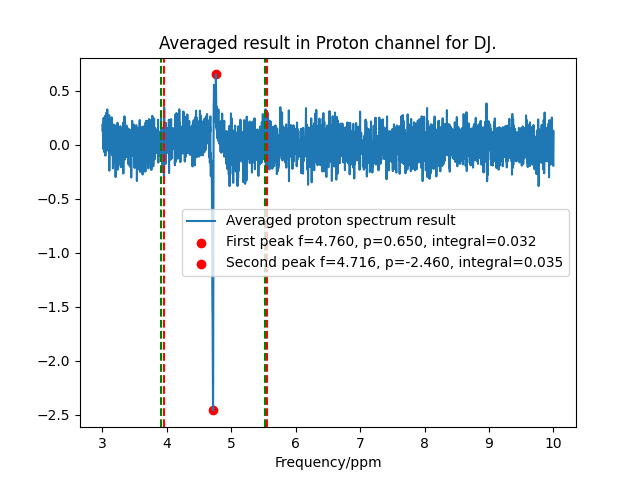 Averaged result in Proton channel for DJ.
0.5
0.0
−0.5
−1.0
−1.5
−2.0
−2.5
Averaged proton spectrum result
First peak f=4.760, p=0.650, integral=0.032
Second peak f=4.716, p=-2.460, integral=0.035
3 4 5 6 7 8 9 10
Frequency/ppm